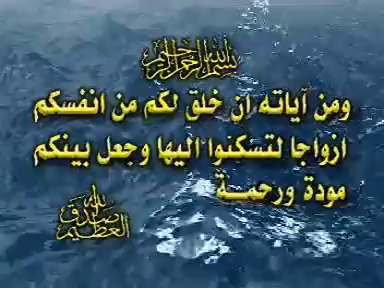 بسم الله الرحمن الرحيم
ومن آياته ان خلق لكم من انفسكم
ازواجا لتسكنوا اليها وجعل بينكم
مودة ورحمــة
صدق الله العظيم